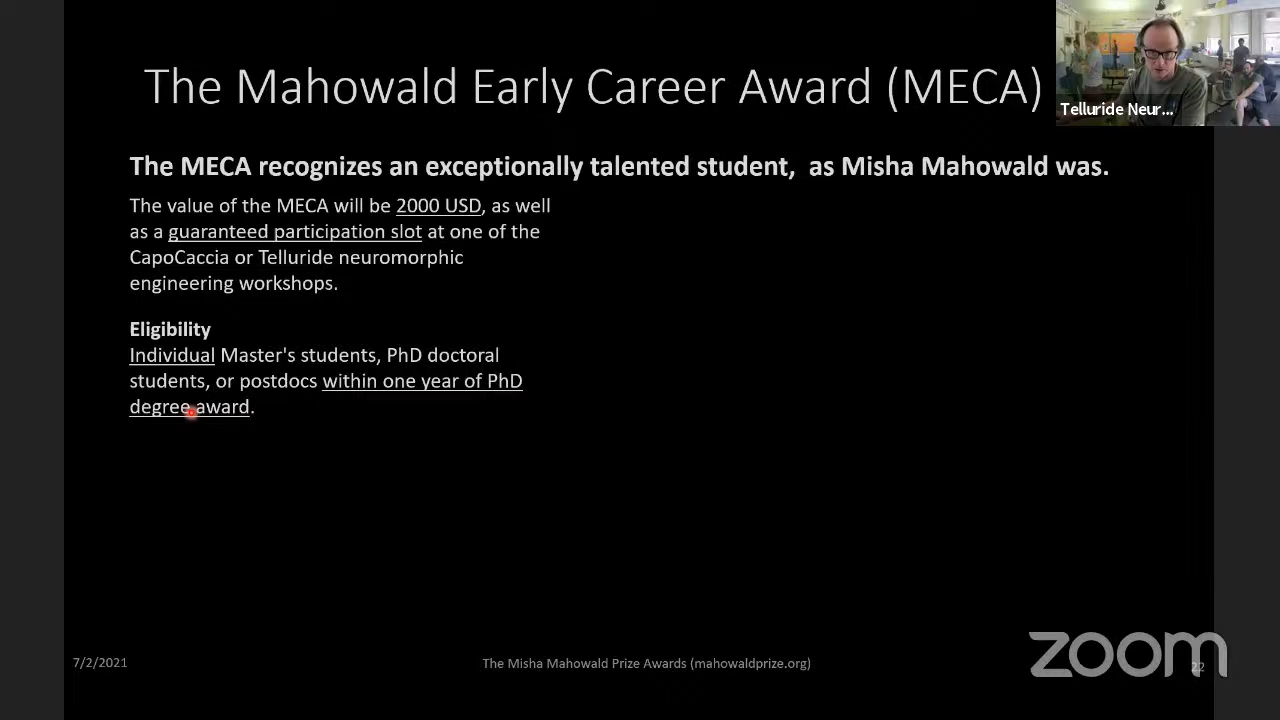 The Mahowald Early Career Award (MECA)
Telluride Neur...
The MECA recognizes an exceptionally talented student,  as Misha Mahowald was.
The value of the MECA will be 2000 USD, as well
as a guaranteed participation slot at one of the
CapoCaccia or Telluride neuromorphic
engineering workshops.
Eligibility
Individual Master's students, PhD doctoral
students, or postdocs within one year of PhD
degree award.
7/2/2021
The Misha Mahowald Prize Awards (mahowaldprize.org)
22
zoom